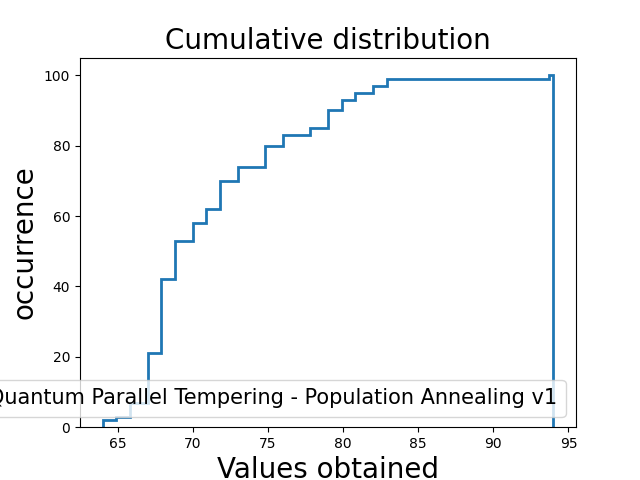 Cumulative distribution
occurrence
100
80
60
40
20
0
Quantum Parallel Tempering - Population Annealing v1
65 70 75 80 85 90 95
Values obtained